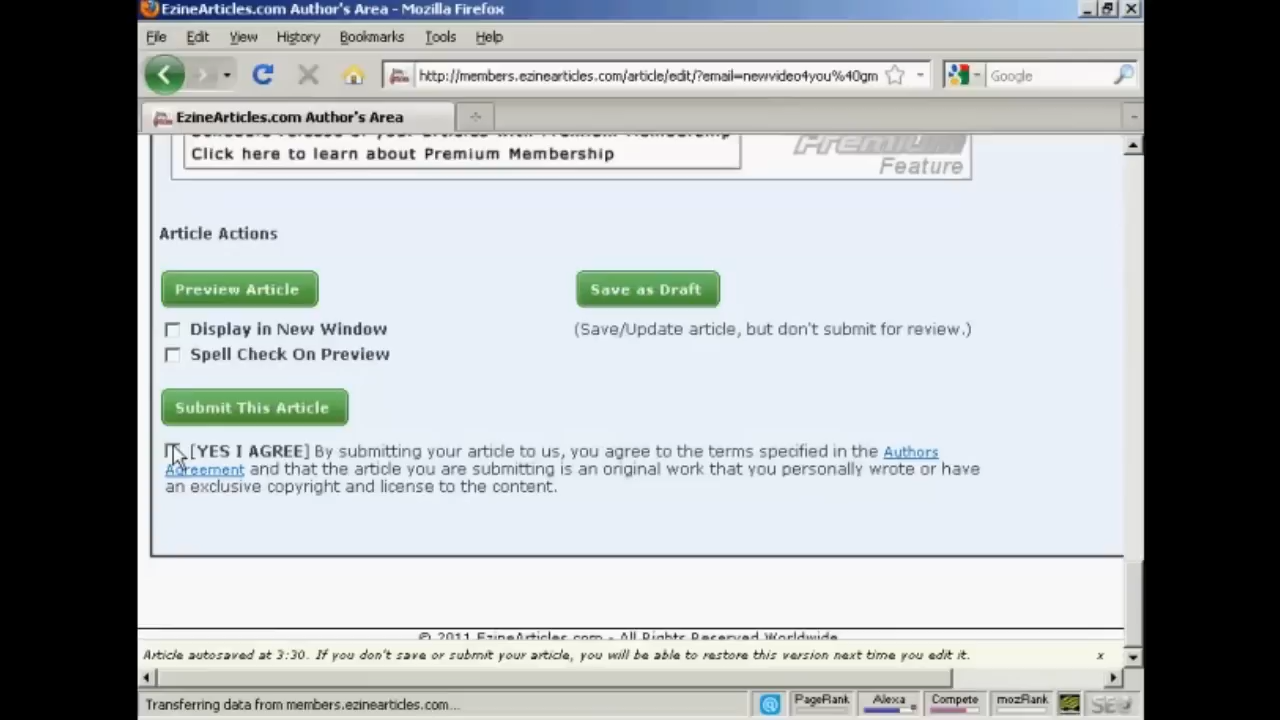 EzineArticles.com Author's Area - Mozilla Firefox
File Edit View History Bookmarks Tools Help
http://members.ezinearticles.com/article/edit/?email=newvideo4you%40gm
Google
EzineArticles.com Author's Area
Click here to learn about Premium Membership
Premium
Feature
Article Actions
Preview Article
Save as Draft
Display in New Window
(Save/Update article, but don't submit for review.)
Spell Check On Preview
Submit This Article
[YES I AGREE] By submitting your article to us, you agree to the terms specified in the Authors
Agreement and that the article you are submitting is an original work that you personally wrote or have
an exclusive copyright and license to the content.
© 2011 EzineArticles.com - All Rights Reserved Worldwide
Article autosaved at 3:30. If you don't save or submit your article, you will be able to restore this version next time you edit it.
x
Transferring data from members.ezinearticles.com...
PageRank
Alexa
Compete
mozRank